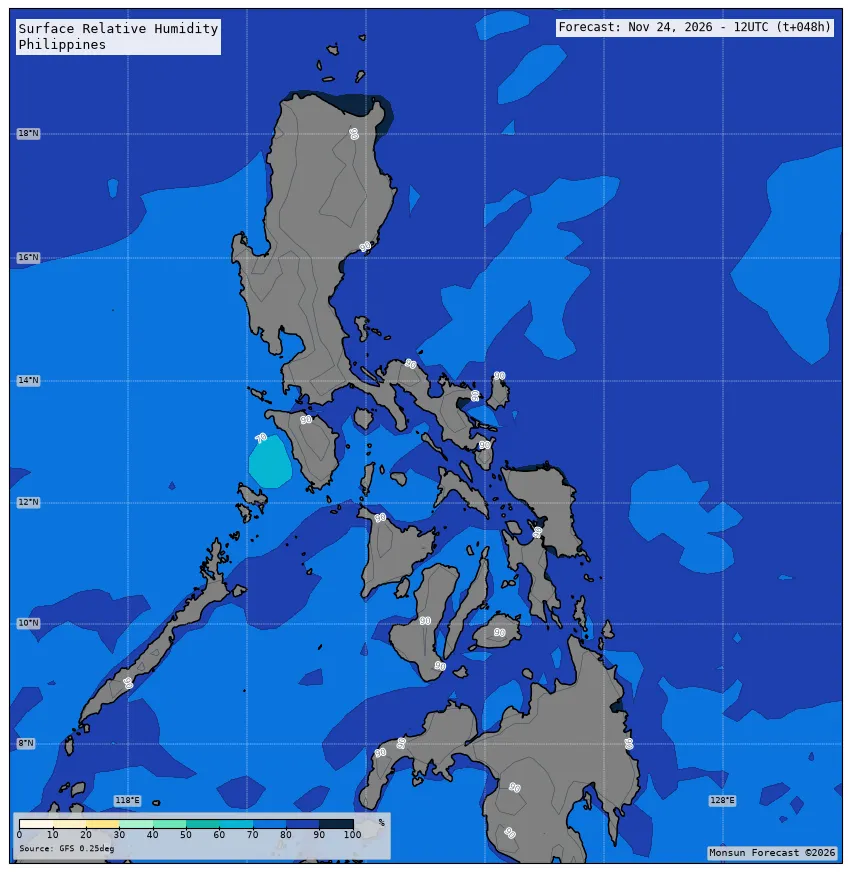 Surface Relative Humidity
Philippines
Forecast: Nov 24, 2026 - 12UTC (t+048h)
90
18°N
90
16°N
90
14°N
90
90
90
70
90
12°N
90
90
10°N
90
90
90
90
90
8°N
90
90
90
118°E
128°E
90
0 10 20 30 40 50 60 70 80 90 100 %
Source: GFS 0.25deg
Monsun Forecast ©2026